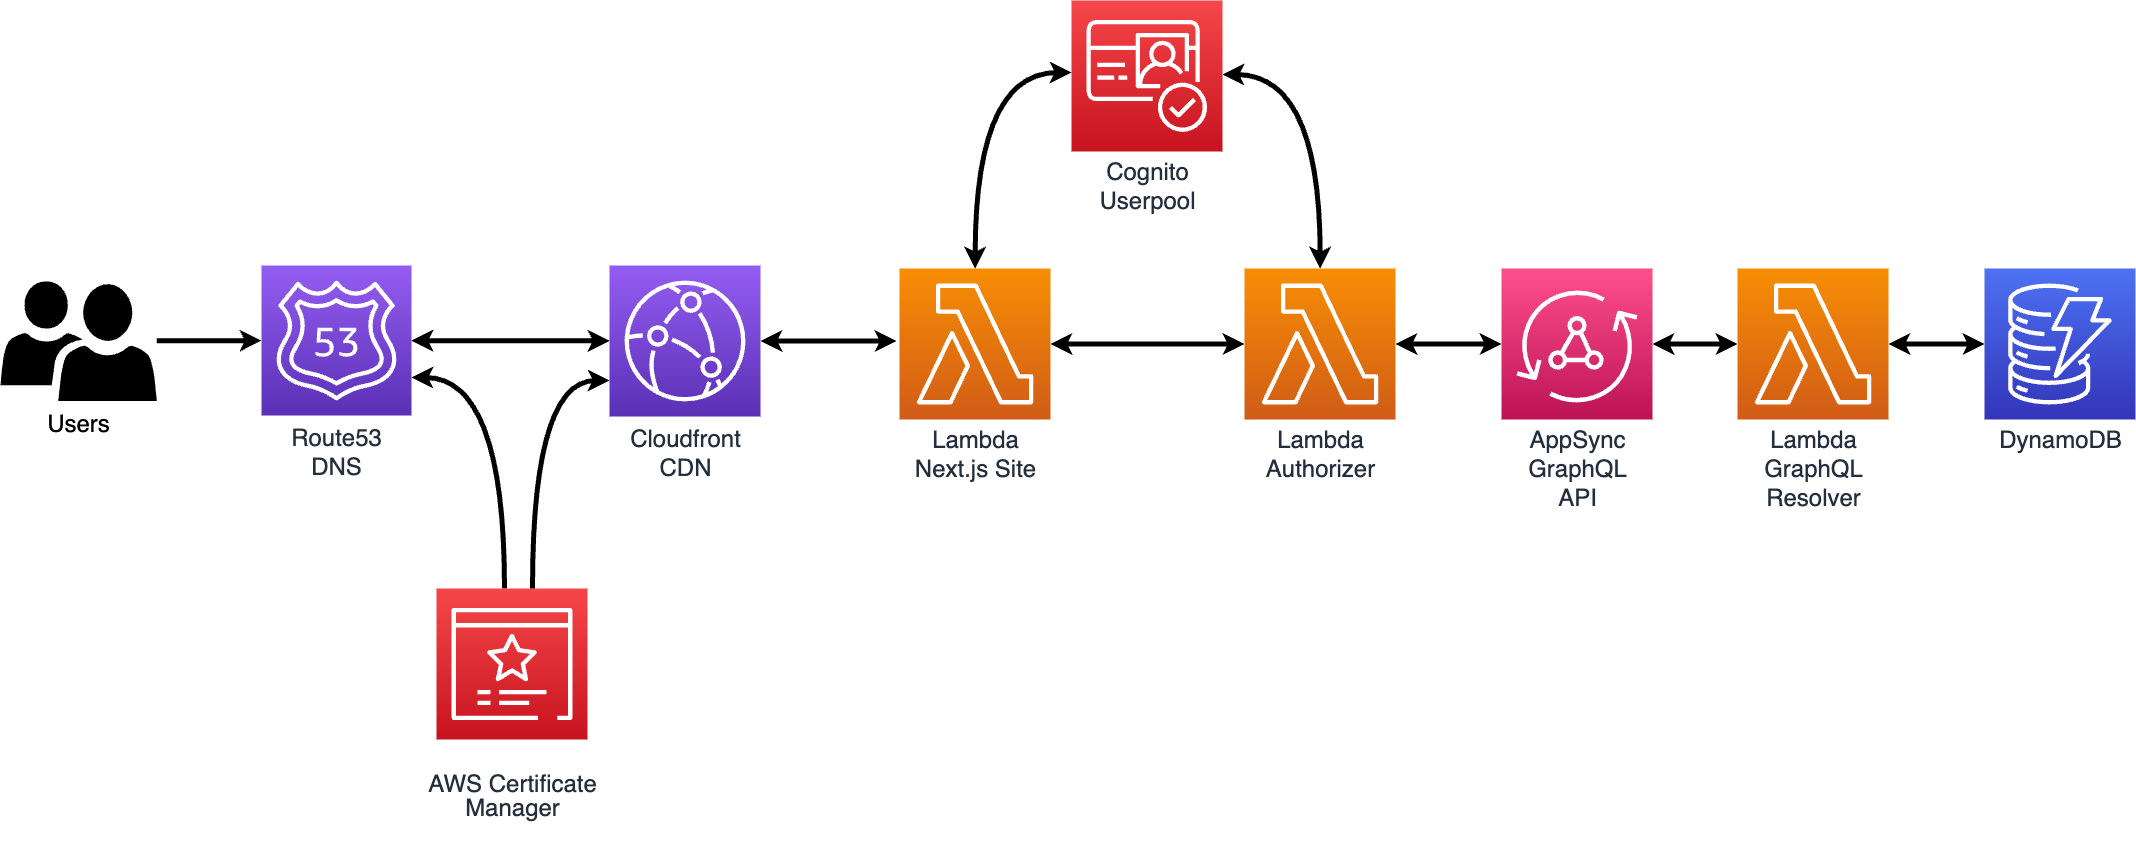 Cognito
Userpool
53
Users
Route53
DNS
Cloudfront
CDN
Lambda
Next.js Site
Lambda
Authorizer
AppSync
GraphQL
API
Lambda
GraphQL
Resolver
DynamoDB
AWS Certificate
Manager